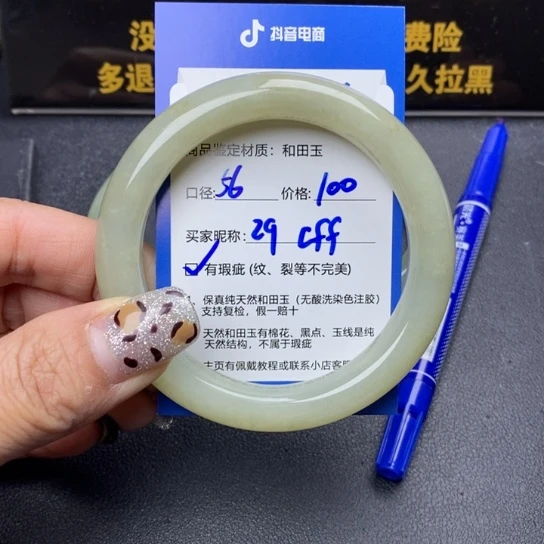 没
费险
多退
久拉黑
抖音电商
商品鉴定材质：和田玉
口径：56 价格：100
买家昵称：29 cff
有瑕疵（纹、裂等不完美）
、保真纯天然和田玉（无酸洗染色注胶）
支持复检，假一赔十
天然和田玉有棉花、黑点、玉线是纯
天然结构，不属于瑕疵
主页有佩戴教程或联系小店客服